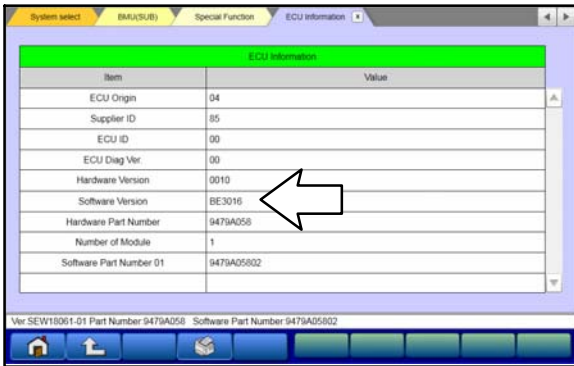 System select BMU(SUB) Special Function ECU Information x
ECU Information
Item Value
ECU Origin 04
Supplier ID 85
ECU ID 00
ECU Diag Ver. 00
Hardware Version 0010
Software Version BE3016
Hardware Part Number 9479A058
Number of Module 1
Software Part Number 01 9479A05802
Ver.SEW18061-01 Part Number:9479A058 Software Part Number:9479A05802